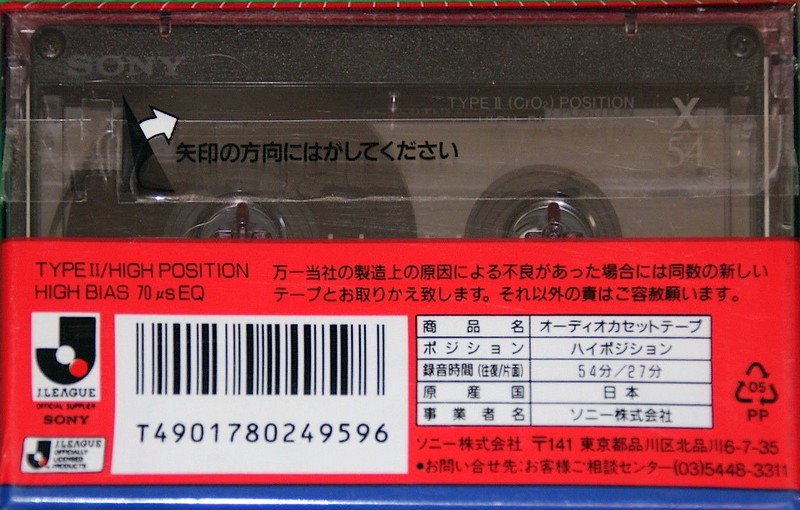 SONY
TYPE II (CrO₂) POSITION
X
54
矢印の方向にはがしてください
TYPE II/HIGH POSITION
HIGH BIAS 70 μs EQ
万一当社の製造上の原因による不良があった場合には同数の新しい
テープとお取りかえ致します。それ以外の責はご容赦願います。
J.LEAGUE
OFFICIAL SUPPLIER
SONY
J.LEAGUE
OFFICIALLY
LICENSED
PRODUCTS
T4901780249596
商品名 オーディオカセットテープ
ポジション ハイポジション
録音時間(往復/片面) 54分/27分
原産国 日本
事業者名 ソニー株式会社
05
PP
ソニー株式会社 〒141 東京都品川区北品川6-7-35
●お問い合せ先:お客様ご相談センター(03)5448-3311